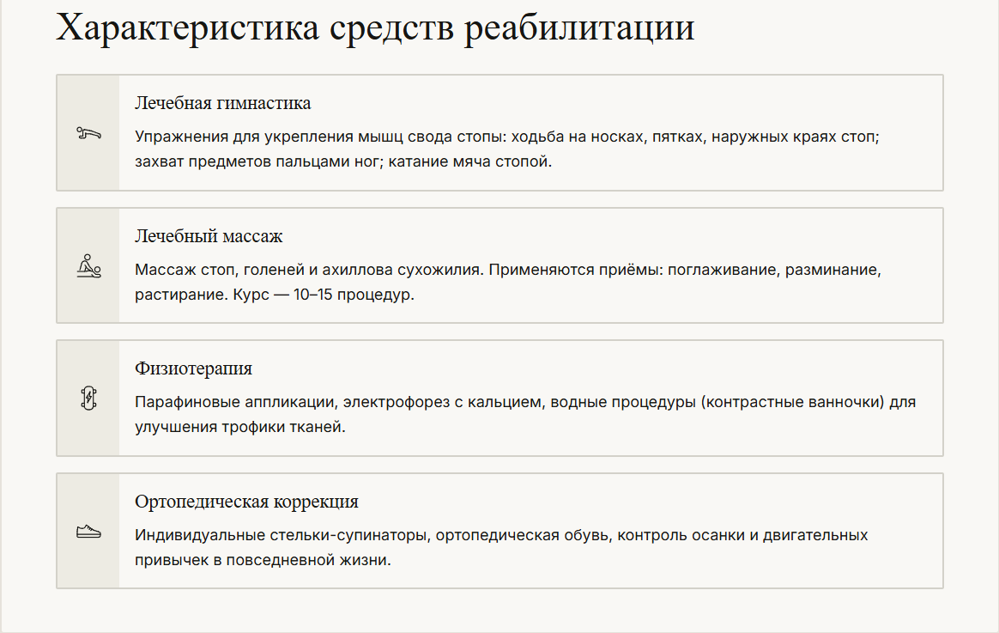 Характеристика средств реабилитации
Лечебная гимнастика
Упражнения для укрепления мышц свода стопы: ходьба на носках, пятках, наружных краях стоп;
захват предметов пальцами ног; катание мяча стопой.
Лечебный массаж
Массаж стоп, голеней и ахиллова сухожилия. Применяются приёмы: поглаживание, разминание,
растирание. Курс — 10–15 процедур.
Физиотерапия
Парафиновые аппликации, электрофорез с кальцием, водные процедуры (контрастные ванночки) для
улучшения трофики тканей.
Ортопедическая коррекция
Индивидуальные стельки-супинаторы, ортопедическая обувь, контроль осанки и двигательных
привычек в повседневной жизни.